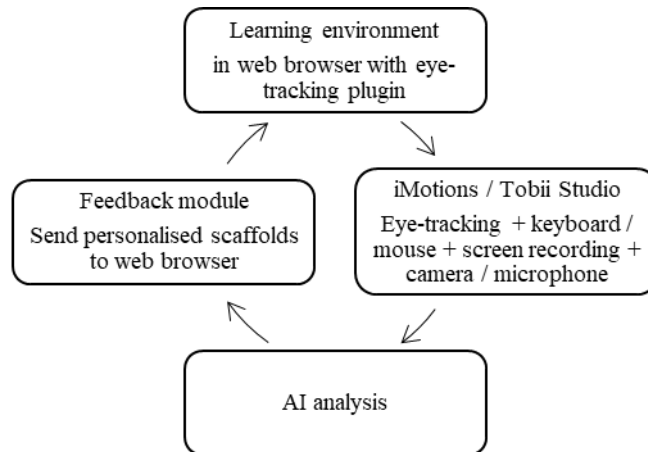 Learning environment
in web browser with eye-
tracking plugin
Feedback module
Send personalised scaffolds
to web browser
iMotions / Tobii Studio
Eye-tracking + keyboard /
mouse + screen recording +
camera / microphone
AI analysis